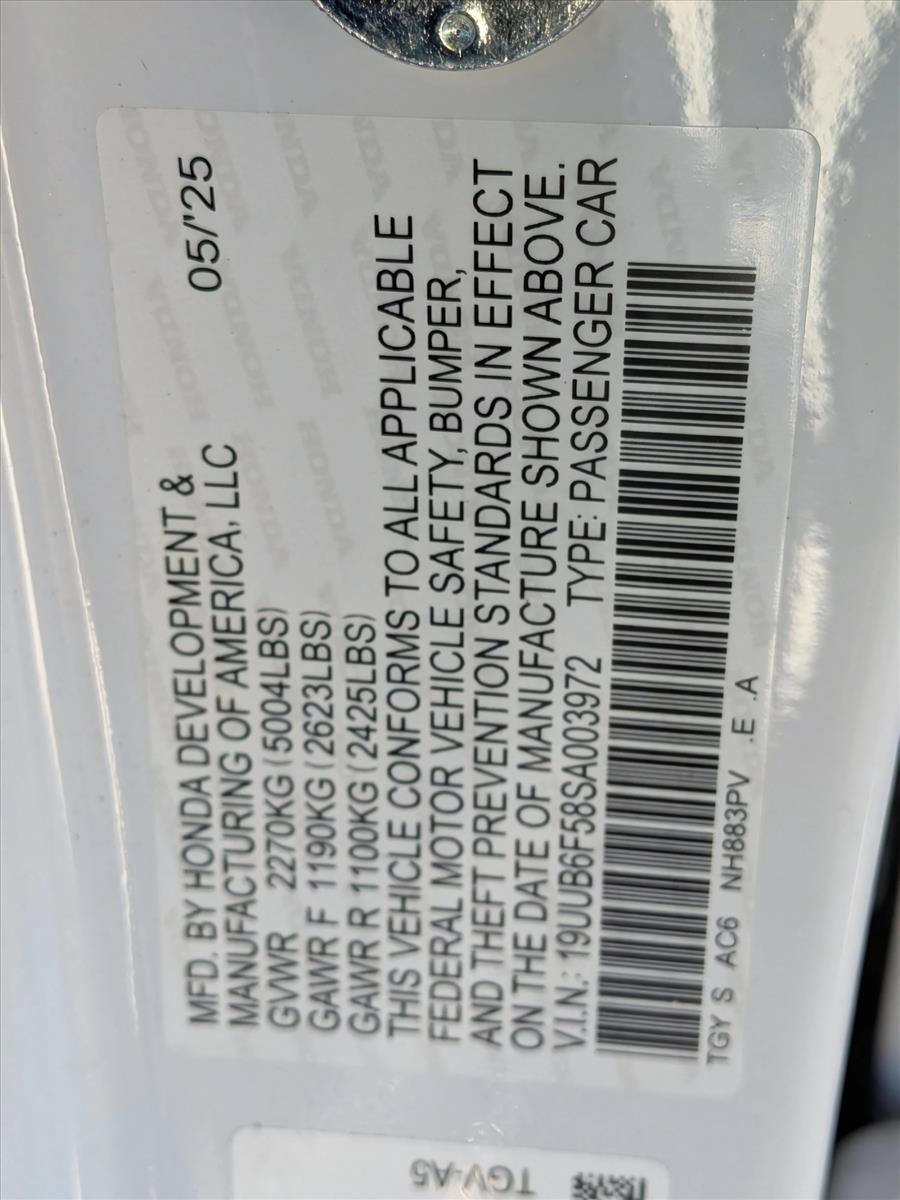 MFD. BY HONDA DEVELOPMENT & 05/'25
MANUFACTURING OF AMERICA, LLC
GVWR 2270KG (5004LBS)
GAWR F 1190KG (2623LBS)
GAWR R 1100KG (2425LBS)
THIS VEHICLE CONFORMS TO ALL APPLICABLE
FEDERAL MOTOR VEHICLE SAFETY, BUMPER,
AND THEFT PREVENTION STANDARDS IN EFFECT
ON THE DATE OF MANUFACTURE SHOWN ABOVE.
V.I.N.: 19UUB6F58SA003972 TYPE: PASSENGER CAR
TGY S AC6 NH883PV .E .A
TGV-A5